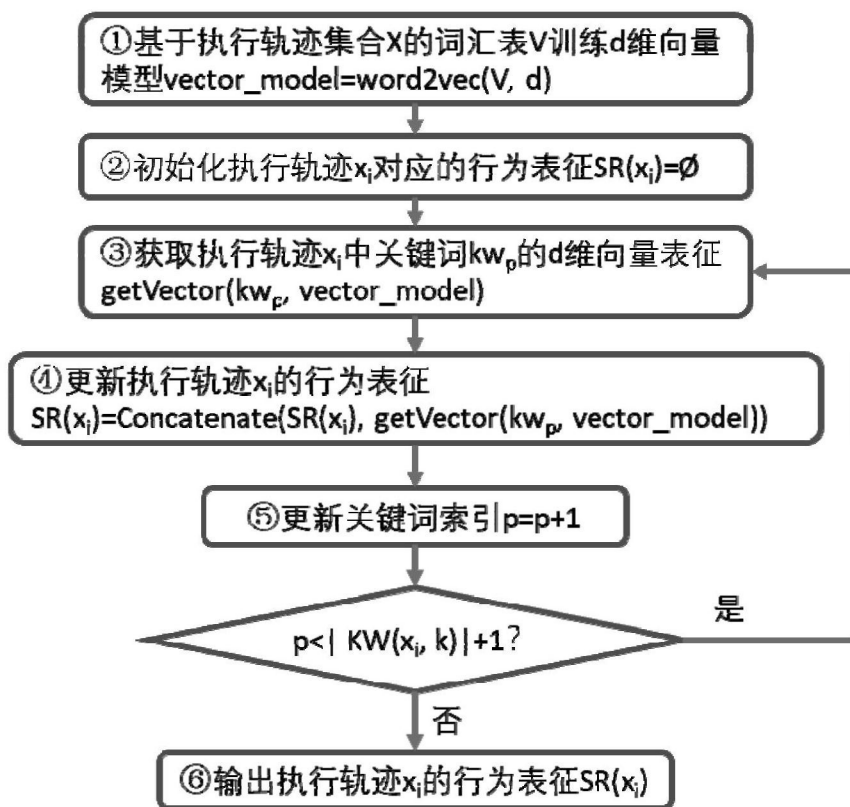 ①基于执行轨迹集合X的词汇表V训练d维向量
模型vector_model=word2vec(V, d)
②初始化执行轨迹xᵢ对应的行为表征SR(xᵢ)=Ø
③获取执行轨迹xᵢ中关键词kwₚ的d维向量表征
getVector(kwₚ, vector_model)
④更新执行轨迹xᵢ的行为表征
SR(xᵢ)=Concatenate(SR(xᵢ), getVector(kwₚ, vector_model))
⑤更新关键词索引p=p+1
p<| KW(xᵢ, k)|+1?
是
否
⑥输出执行轨迹xᵢ的行为表征SR(xᵢ)